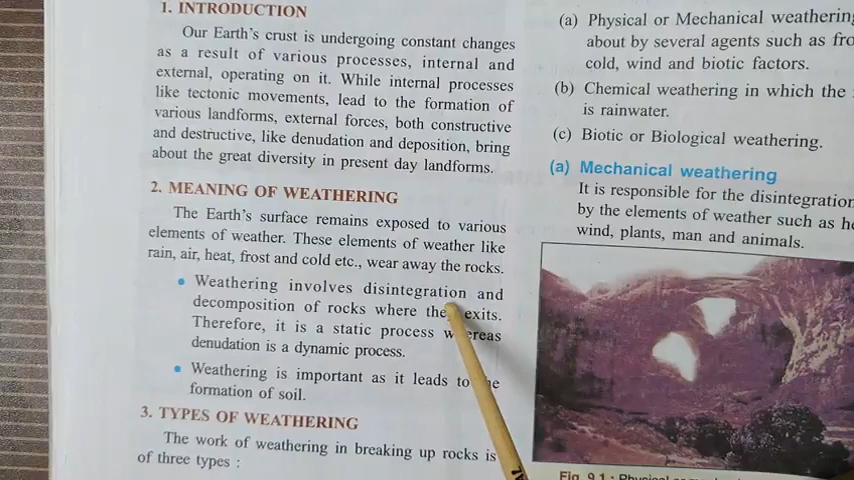 1. INTRODUCTION
Our Earth's crust is undergoing constant changes
as a result of various processes, internal and
external, operating on it. While internal processes
like tectonic movements, lead to the formation of
various landforms, external forces, both constructive
and destructive, like denudation and deposition, bring
about the great diversity in present day landforms.
2. MEANING OF WEATHERING
The Earth's surface remains exposed to various
elements of weather. These elements of weather like
rain, air, heat, frost and cold etc., wear away the rocks.
• Weathering involves disintegration and
decomposition of rocks where exits.
Therefore, it is a static process whereas
denudation is a dynamic process.
• Weathering is important as it leads to
formation of soil.
3. TYPES OF WEATHERING
The work of weathering in breaking up rocks is
of three types :
(a) Physical or Mechanical weathering
about by several agents such as
cold, wind and biotic factors.
(b) Chemical weathering in which the
is rainwater.
(c) Biotic or Biological weathering.
(a) Mechanical weathering
It is responsible for the disintegration
by the elements of weather such as
wind, plants, man and animals.
Fig 9.1 :